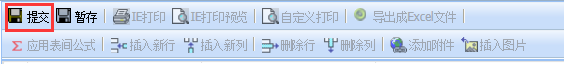 提交 暂存 IE打印 IE打印预览 自定义打印 导出成Excel文件
Σ 应用表间公式 插入新行 插入新列 删除行 删除列 添加附件 插入图片